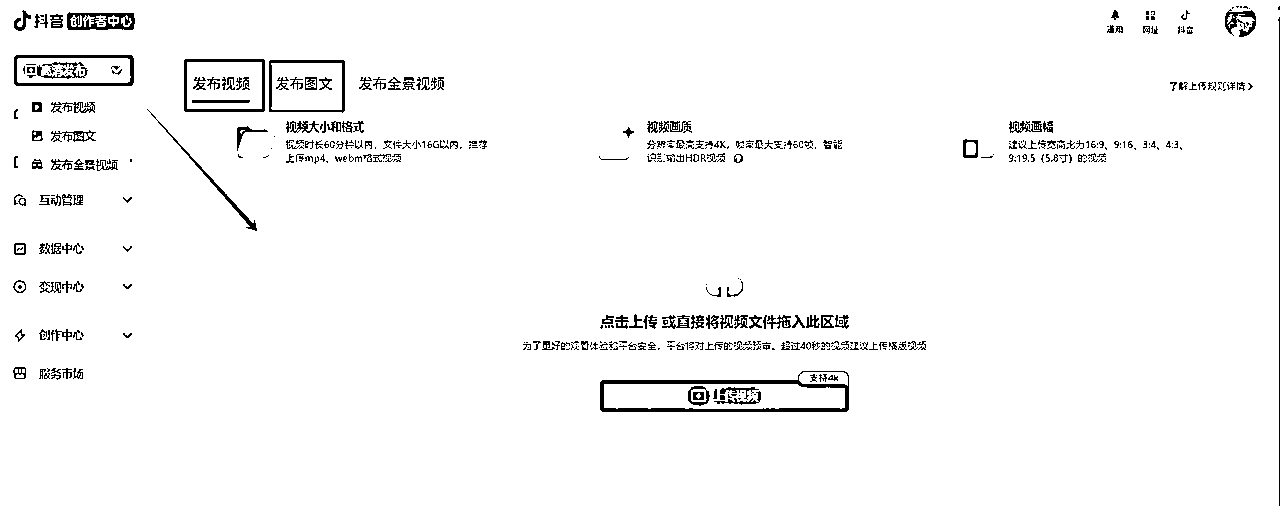 抖音 创作者中心
通知 网址 抖音
高清发布
发布视频 发布图文 发布全景视频
了解上传规则详情 >
发布视频
发布图文
发布全景视频
互动管理
数据中心
变现中心
创作中心
服务市场
视频大小和格式
视频时长60分钟以内，文件大小16G以内，推荐
上传mp4、webm格式视频
视频画质
分辨率最高支持4K，帧率最大支持60帧，智能
识别输出HDR视频
视频画幅
建议上传宽高比为16:9、9:16、3:4、4:3、
9:19.5（5.8寸）的视频
点击上传 或直接将视频文件拖入此区域
为了更好的观看体验和平台安全，平台将对上传的视频预审。超过40秒的视频建议上传横版视频
支持4k
上传视频